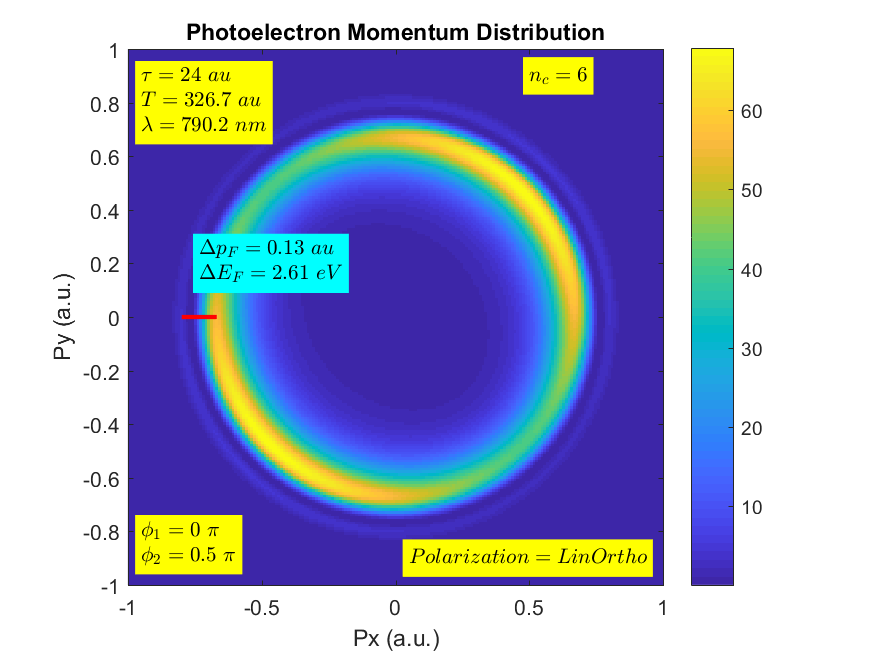 Photoelectron Momentum Distribution
τ = 24 au
T = 326.7 au
λ = 790.2 nm
n_c = 6
Δp_F = 0.13 au
ΔE_F = 2.61 eV
ϕ_1 = 0 π
ϕ_2 = 0.5 π
Polarization = LinOrtho
1
0.8
0.6
0.4
0.2
0
-0.2
-0.4
-0.6
-0.8
-1
Py (a.u.)
-1
-0.5
0
0.5
1
Px (a.u.)
60
50
40
30
20
10